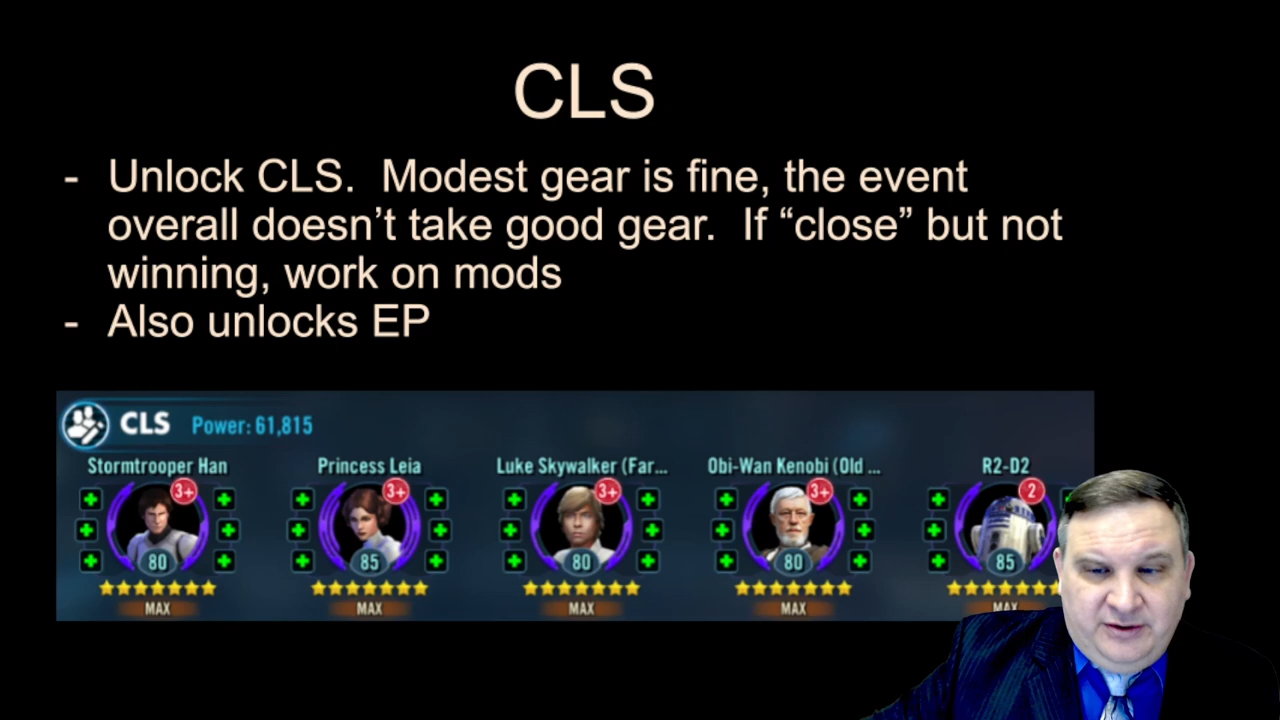 CLS
- Unlock CLS. Modest gear is fine, the event
overall doesn’t take good gear. If “close” but not
winning, work on mods
- Also unlocks EP
CLS Power: 61,815
Stormtrooper Han Princess Leia Luke Skywalker (Far... Obi-Wan Kenobi (Old ... R2-D2
3+ 3+ 3+ 3+ 2
80 85 80 80 85
MAX MAX MAX MAX MAX